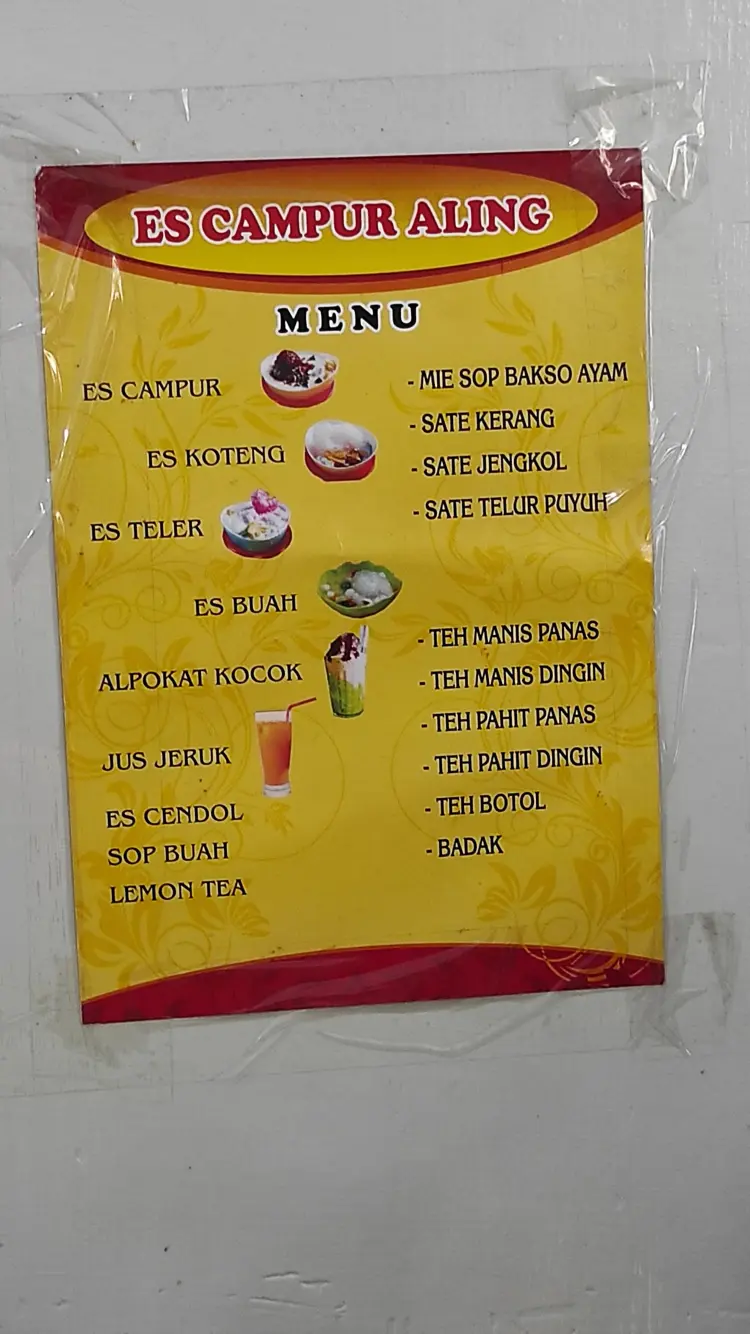 ES CAMPUR ALING
MENU
ES CAMPUR
ES KOTENG
ES TELER
ES BUAH
ALPOKAT KOCOK
JUS JERUK
ES CENDOL
SOP BUAH
LEMON TEA
- MIE SOP BAKSO AYAM
- SATE KERANG
- SATE JENGKOL
- SATE TELUR PUYUH
- TEH MANIS PANAS
- TEH MANIS DINGIN
- TEH PAHIT PANAS
- TEH PAHIT DINGIN
- TEH BOTOL
- BADAK